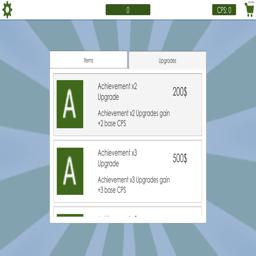 0
CPS: 0
Items
Upgrades
A
Achievement x2
Upgrade
200$
Achievement x2 Upgrades gain
+2 base CPS
A
Achievement x3
Upgrade
500$
Achievement x3 Upgrades gain
+3 base CPS